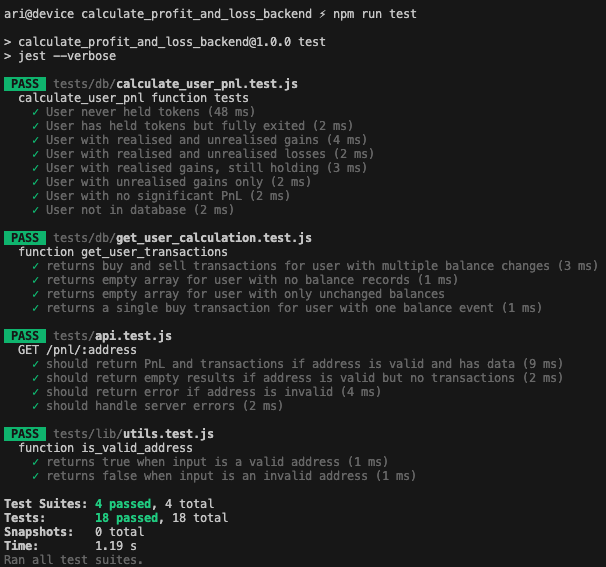 ari@device calculate_profit_and_loss_backend ⚡ npm run test
> calculate_profit_and_loss_backend@1.0.0 test
> jest --verbose
PASS tests/db/calculate_user_pnl.test.js
calculate_user_pnl function tests
✓ User never held tokens (48 ms)
✓ User has held tokens but fully exited (2 ms)
✓ User with realised and unrealised gains (4 ms)
✓ User with realised and unrealised losses (2 ms)
✓ User with realised gains, still holding (3 ms)
✓ User with unrealised gains only (2 ms)
✓ User with no significant PnL (2 ms)
✓ User not in database (2 ms)
PASS tests/db/get_user_calculation.test.js
function get_user_transactions
✓ returns buy and sell transactions for user with multiple balance changes (3 ms)
✓ returns empty array for user with no balance records (1 ms)
✓ returns empty array for user with only unchanged balances
✓ returns a single buy transaction for user with one balance event (1 ms)
PASS tests/api.test.js
GET /pnl/:address
✓ should return PnL and transactions if address is valid and has data (9 ms)
✓ should return empty results if address is valid but no transactions (2 ms)
✓ should return error if address is invalid (4 ms)
✓ should handle server errors (2 ms)
PASS tests/lib/utils.test.js
function is_valid_address
✓ returns true when input is a valid address (1 ms)
✓ returns false when input is an invalid address (1 ms)
Test Suites: 4 passed, 4 total
Tests: 18 passed, 18 total
Snapshots: 0 total
Time: 1.19 s
Ran all test suites.